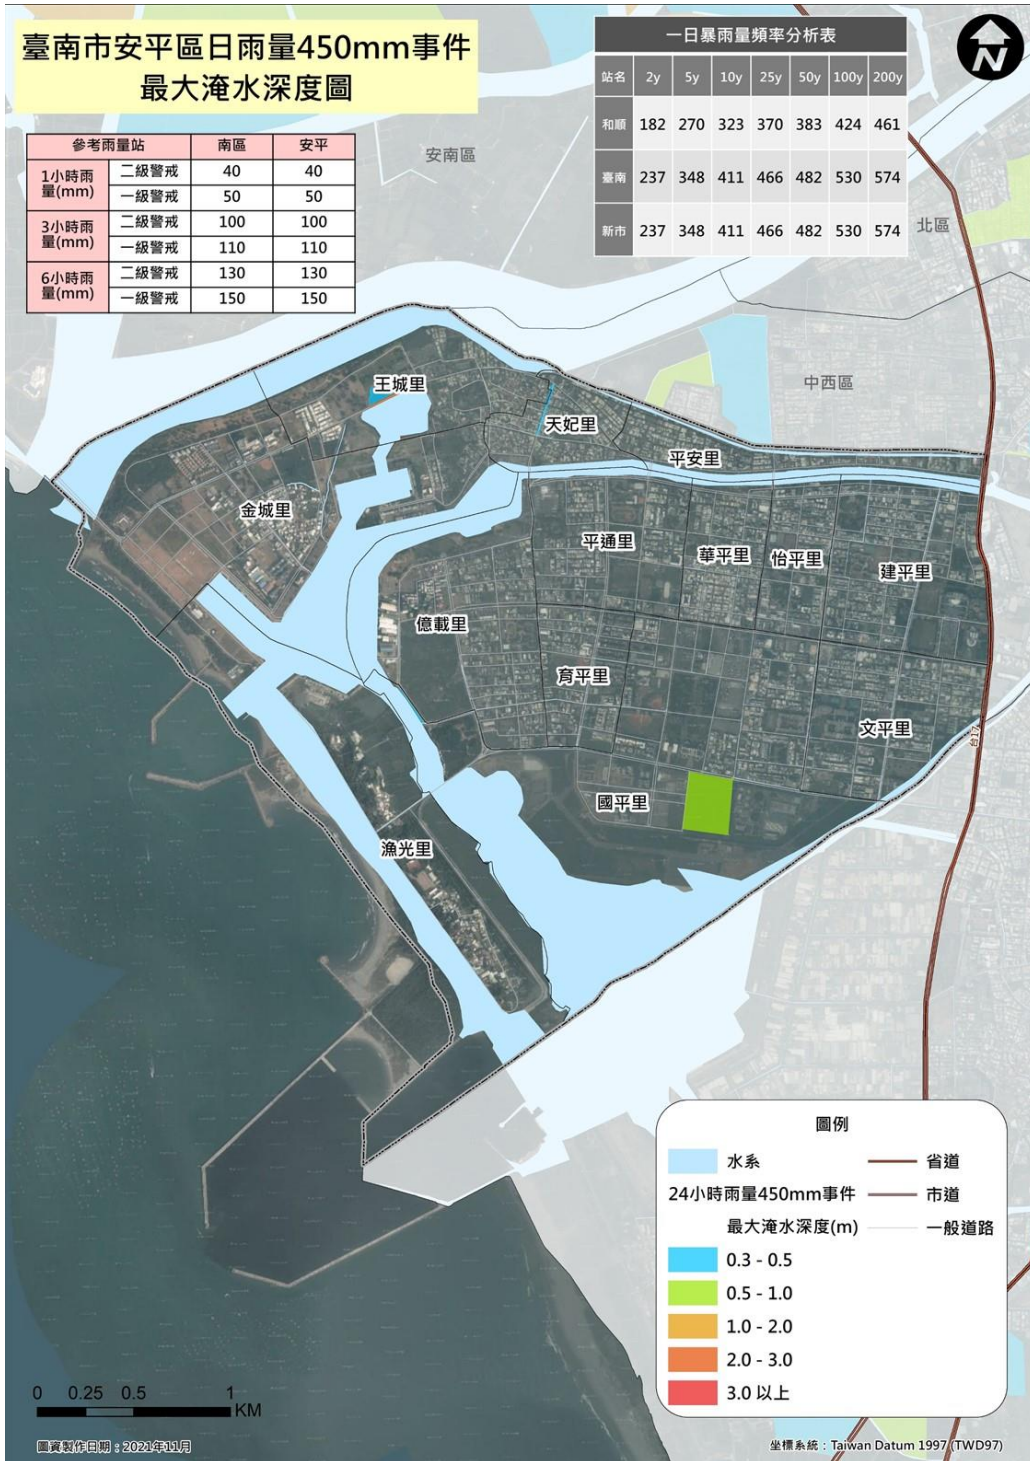 臺南市安平區日雨量450mm事件
最大淹水深度圖
一日暴雨量頻率分析表
站名 2y 5y 10y 25y 50y 100y 200y
和順 182 270 323 370 383 424 461
臺南 237 348 411 466 482 530 574
新市 237 348 411 466 482 530 574
N
參考雨量站 南區 安平
1小時雨量(mm) 二級警戒 40 40
一級警戒 50 50
3小時雨量(mm) 二級警戒 100 100
一級警戒 110 110
6小時雨量(mm) 二級警戒 130 130
一級警戒 150 150
安南區
北區
中西區
王城里
天妃里
平安里
金城里
平通里
華平里
怡平里
建平里
億載里
育平里
文平里
台17
國平里
漁光里
圖例
水系
省道
24小時雨量450mm事件
市道
最大淹水深度(m)
一般道路
0.3 - 0.5
0.5 - 1.0
1.0 - 2.0
2.0 - 3.0
3.0 以上
0 0.25 0.5 1
KM
圖資製作日期：2021年11月
坐標系統：Taiwan Datum 1997 (TWD97)